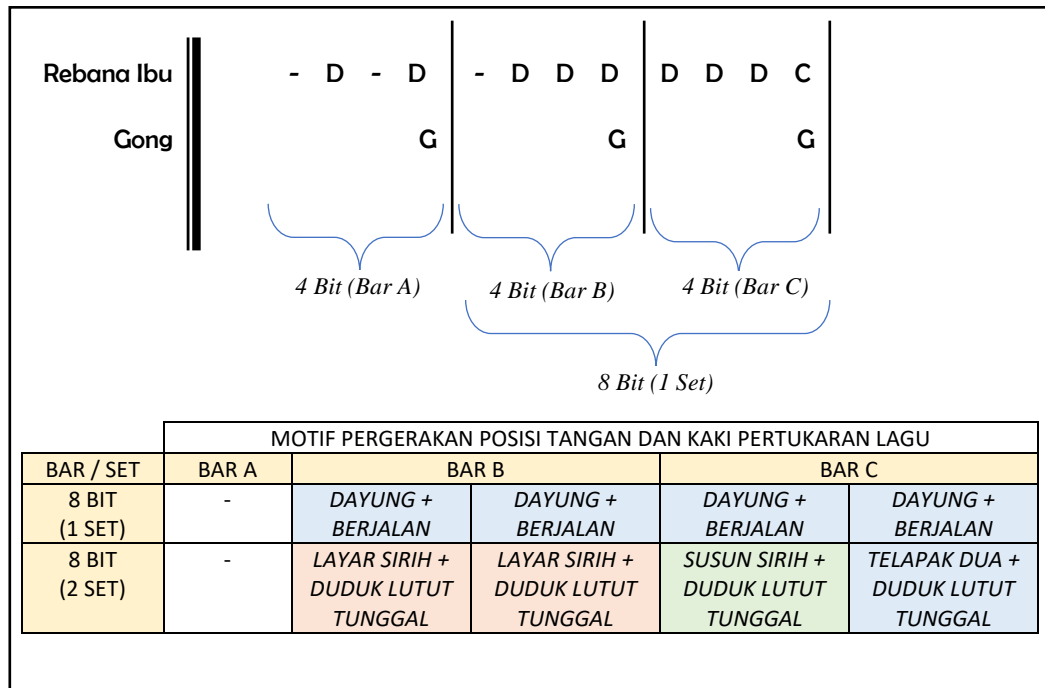 Rebana Ibu - D - D - D D D D D D C
Gong G G G
4 Bit (Bar A) 4 Bit (Bar B) 4 Bit (Bar C)
8 Bit (1 Set)
MOTIF PERGERAKAN POSISI TANGAN DAN KAKI PERTUKARAN LAGU
BAR / SET BAR A BAR B BAR C
8 BIT - DAYUNG + DAYUNG + DAYUNG + DAYUNG +
(1 SET) BERJALAN BERJALAN BERJALAN BERJALAN
8 BIT - LAYAR SIRIH + LAYAR SIRIH + SUSUN SIRIH + TELAPAK DUA +
(2 SET) DUDUK LUTUT DUDUK LUTUT DUDUK LUTUT DUDUK LUTUT
TUNGGAL TUNGGAL TUNGGAL TUNGGAL